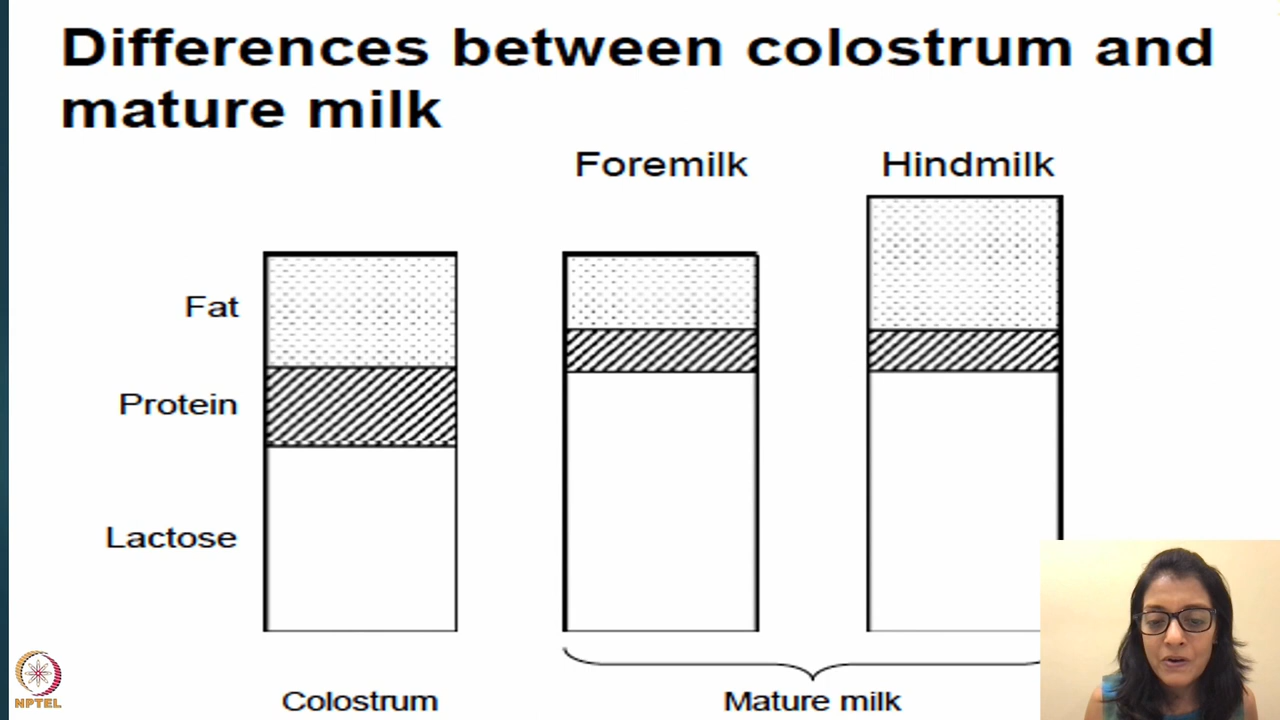 Differences between colostrum and
mature milk
Foremilk
Hindmilk
Fat
Protein
Lactose
Colostrum
Mature milk
NPTEL